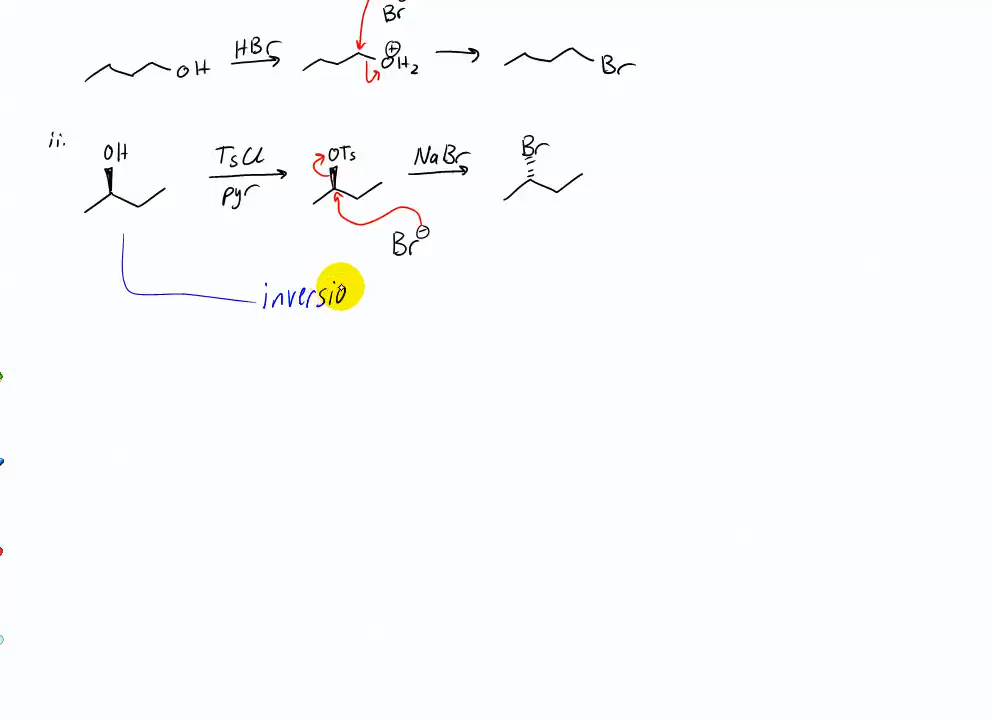 Br
OH HBr ⊕ OH2 Br
ii.
OH TsCl pyr OTs NaBr Br
Br⊖
inversio